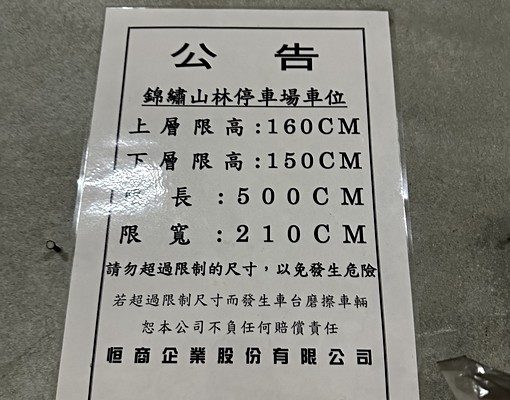 公告
錦繡山林停車場車位
上層限高:160CM
下層限高:150CM
限長:500CM
限寬:210CM
請勿超過限制的尺寸，以免發生危險
若超過限制尺寸而發生車台磨擦車輛
恕本公司不負任何賠償責任
恒商企業股份有限公司